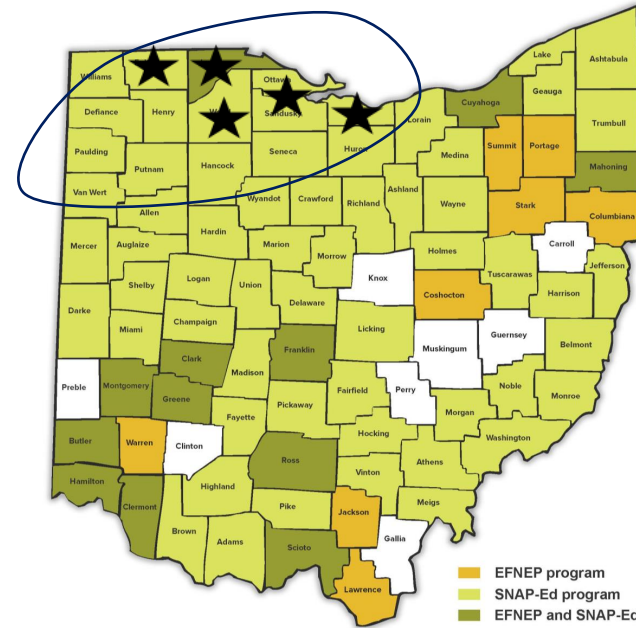 Williams
Ottawa
Lake
Ashtabula
Geauga
Cuyahoga
Defiance
Henry
Sandusky
Lorain
Trumbull
Paulding
Putnam
Hancock
Seneca
Huron
Medina
Summit
Portage
Mahoning
Van Wert
Allen
Wyandot
Crawford
Richland
Ashland
Wayne
Stark
Columbiana
Mercer
Auglaize
Hardin
Marion
Morrow
Holmes
Carroll
Jefferson
Knox
Tuscarawas
Shelby
Logan
Union
Delaware
Coshocton
Harrison
Darke
Miami
Champaign
Licking
Muskingum
Guernsey
Belmont
Clark
Franklin
Madison
Preble
Montgomery
Greene
Fayette
Pickaway
Fairfield
Perry
Morgan
Noble
Monroe
Butler
Warren
Clinton
Ross
Hocking
Washington
Athens
Vinton
Hamilton
Clermont
Highland
Pike
Jackson
Meigs
Brown
Adams
Scioto
Gallia
Lawrence
EFNEP program
SNAP-Ed program
EFNEP and SNAP-Ed